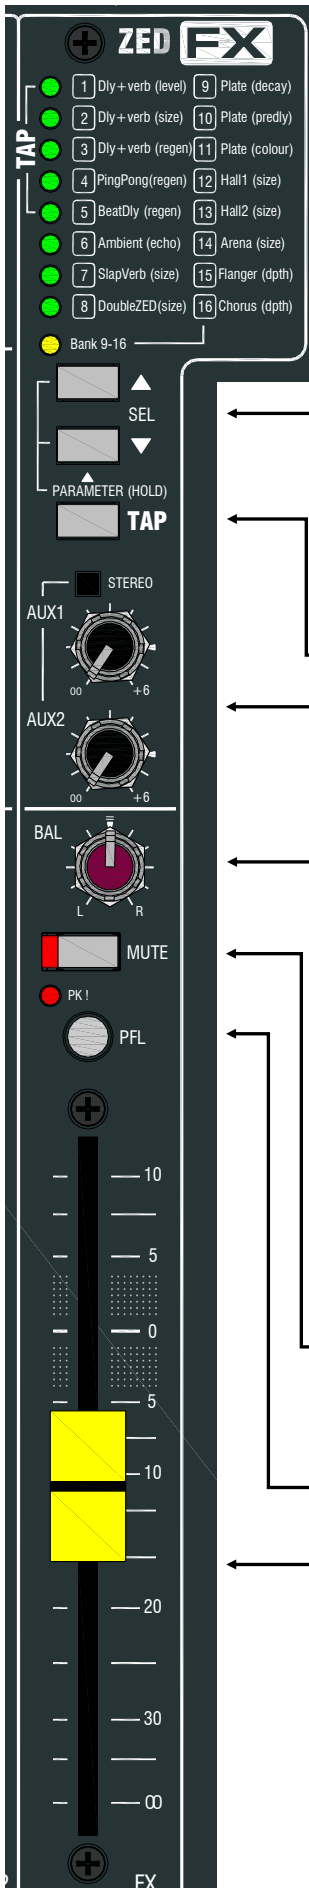 ZED FX
TAP
1 Dly+verb (level) 9 Plate (decay)
2 Dly+verb (size) 10 Plate (predly)
3 Dly+verb (regen) 11 Plate (colour)
4 PingPong(regen) 12 Hall1 (size)
5 BeatDly (regen) 13 Hall2 (size)
6 Ambient (echo) 14 Arena (size)
7 SlapVerb (size) 15 Flanger (dpth)
8 DoubleZED(size) 16 Chorus (dpth)
Bank 9-16
SEL
PARAMETER (HOLD)
TAP
STEREO
AUX1
oo +6
AUX2
oo +6
BAL
L R
MUTE
PK !
PFL
10
5
0
5
10
20
30
oo
FX